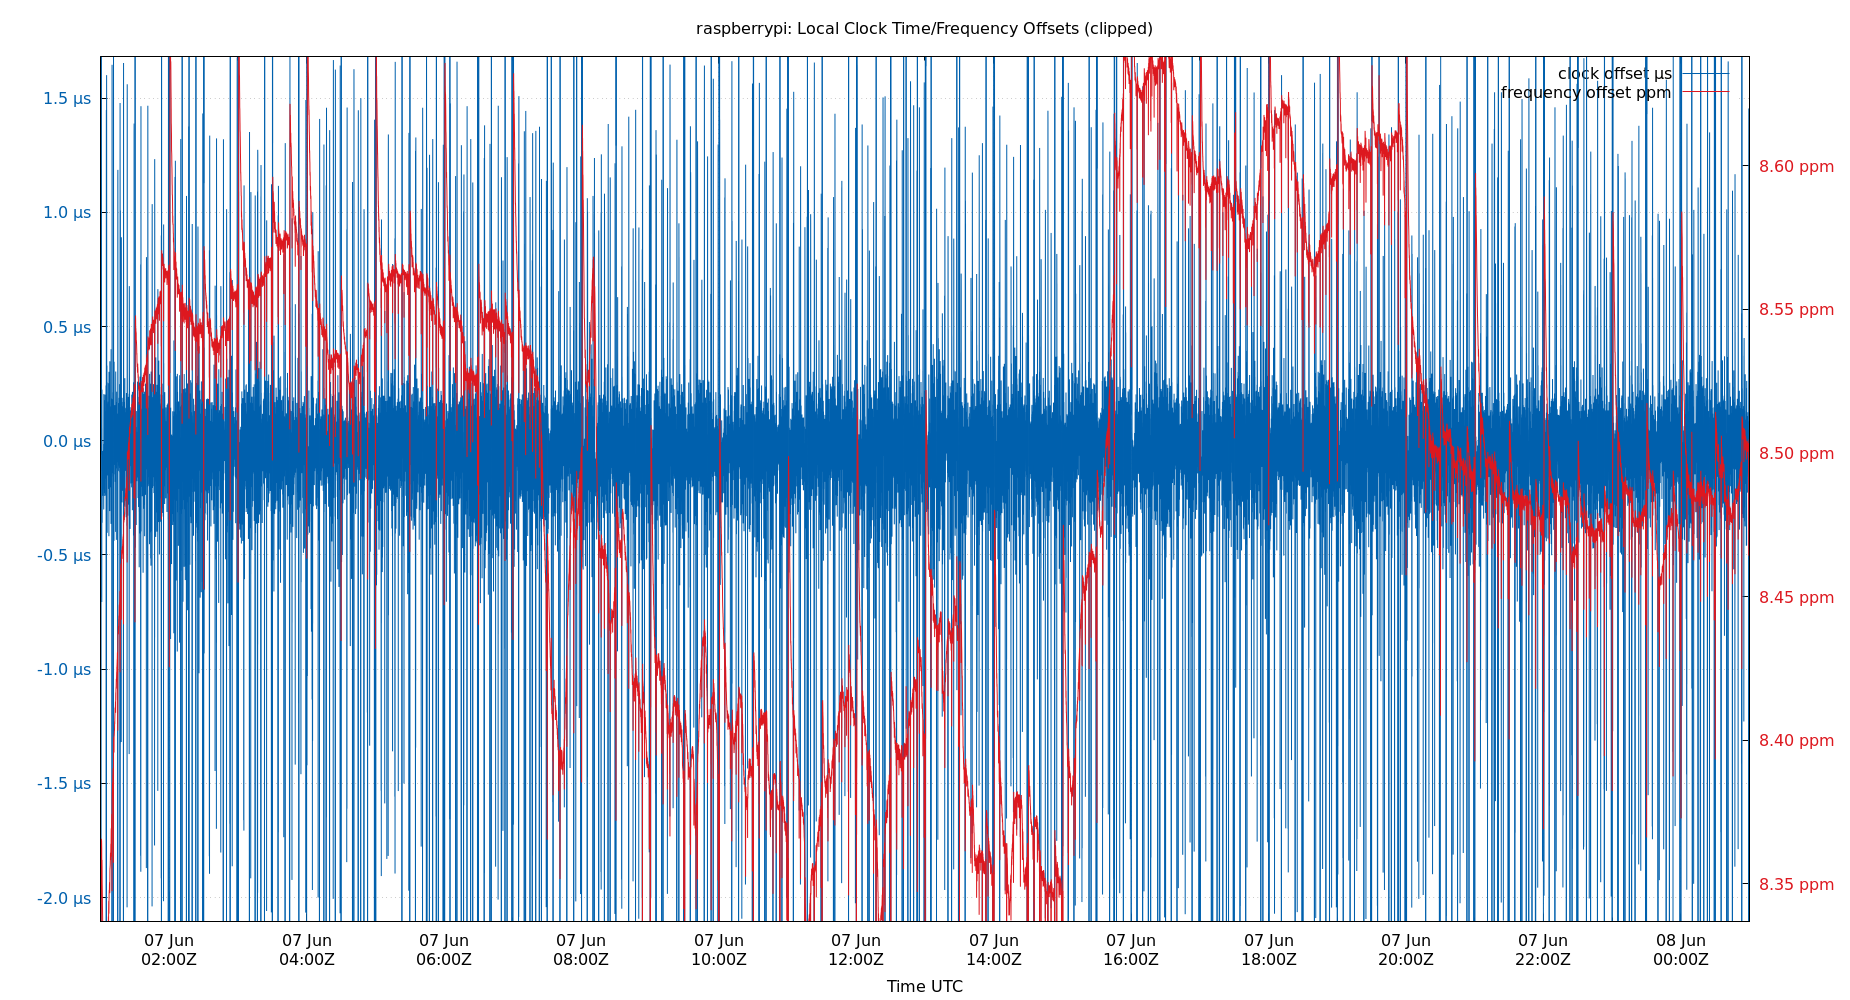 raspberrypi: Local Clock Time/Frequency Offsets (clipped)
clock offset µs
frequency offset ppm
1.5 µs
1.0 µs
0.5 µs
0.0 µs
-0.5 µs
-1.0 µs
-1.5 µs
-2.0 µs
8.60 ppm
8.55 ppm
8.50 ppm
8.45 ppm
8.40 ppm
8.35 ppm
07 Jun 07 Jun 07 Jun 07 Jun 07 Jun 07 Jun 07 Jun 07 Jun 07 Jun 07 Jun 07 Jun 08 Jun
02:00Z 04:00Z 06:00Z 08:00Z 10:00Z 12:00Z 14:00Z 16:00Z 18:00Z 20:00Z 22:00Z 00:00Z
Time UTC